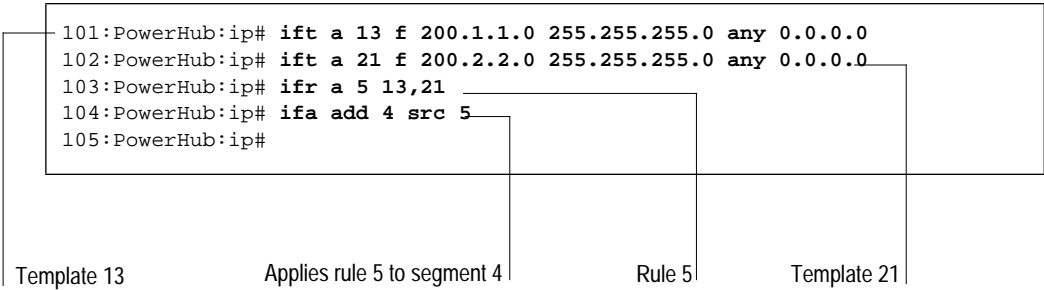 101:PowerHub:ip# ift a 13 f 200.1.1.0 255.255.255.0 any 0.0.0.0
102:PowerHub:ip# ift a 21 f 200.2.2.0 255.255.255.0 any 0.0.0.0
103:PowerHub:ip# ifr a 5 13,21
104:PowerHub:ip# ifa add 4 src 5
105:PowerHub:ip#
Template 13 Applies rule 5 to segment 4 Rule 5 Template 21